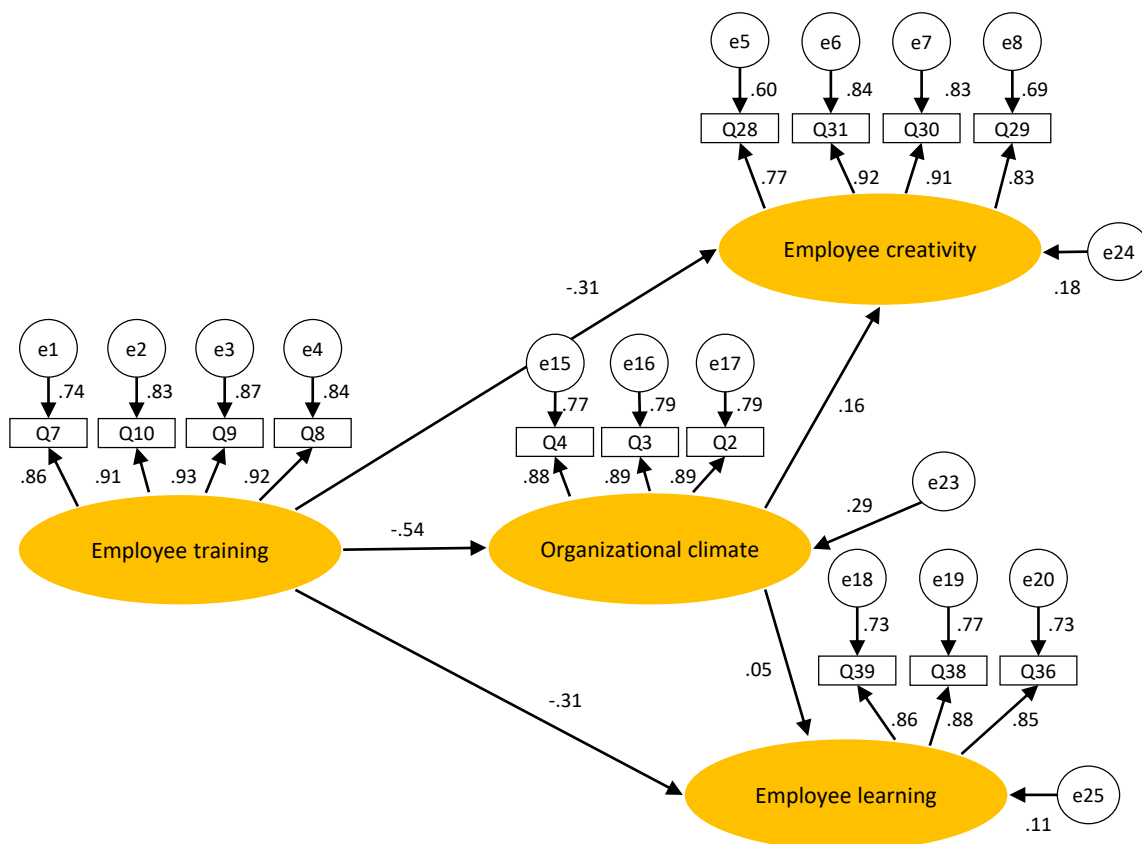 e5
e6
e7
e8
.60
.84
.83
.69
Q28
Q31
Q30
Q29
.77
.92
.91
.83
Employee creativity
e24
.18
-.31
e1
e2
e3
e4
.74
.83
.87
.84
Q7
Q10
Q9
Q8
.86
.91
.93
.92
e15
e16
e17
.77
.79
.79
Q4
Q3
Q2
.88
.89
.89
.16
e23
.29
Employee training
-.54
Organizational climate
e18
e19
e20
.73
.77
.73
Q39
Q38
Q36
.05
.86
.88
.85
-.31
Employee learning
e25
.11